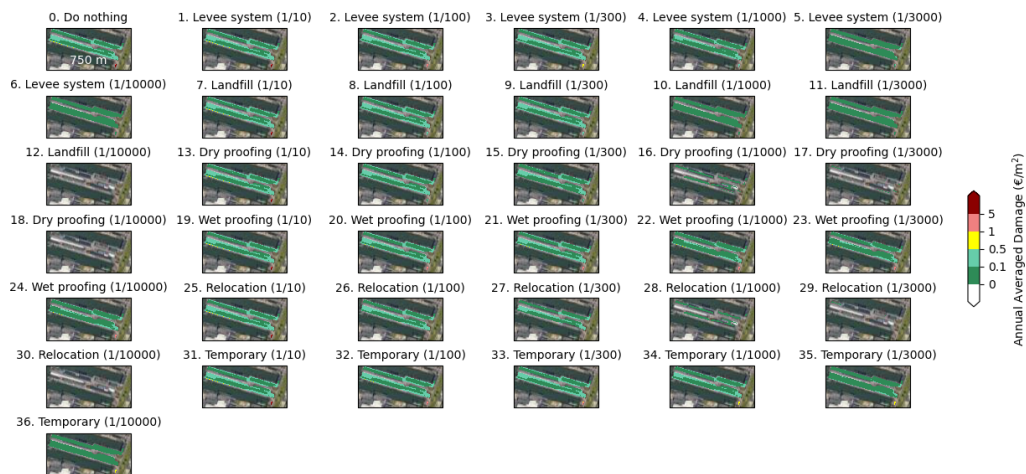 0. Do nothing
1. Levee system (1/10)
2. Levee system (1/100)
3. Levee system (1/300)
4. Levee system (1/1000)
5. Levee system (1/3000)
750 m
6. Levee system (1/10000)
7. Landfill (1/10)
8. Landfill (1/100)
9. Landfill (1/300)
10. Landfill (1/1000)
11. Landfill (1/3000)
12. Landfill (1/10000)
13. Dry proofing (1/10)
14. Dry proofing (1/100)
15. Dry proofing (1/300)
16. Dry proofing (1/1000)
17. Dry proofing (1/3000)
18. Dry proofing (1/10000)
19. Wet proofing (1/10)
20. Wet proofing (1/100)
21. Wet proofing (1/300)
22. Wet proofing (1/1000)
23. Wet proofing (1/3000)
24. Wet proofing (1/10000)
25. Relocation (1/10)
26. Relocation (1/100)
27. Relocation (1/300)
28. Relocation (1/1000)
29. Relocation (1/3000)
30. Relocation (1/10000)
31. Temporary (1/10)
32. Temporary (1/100)
33. Temporary (1/300)
34. Temporary (1/1000)
35. Temporary (1/3000)
36. Temporary (1/10000)
5
1
0.5
0.1
0
Annual Averaged Damage (€/m²)